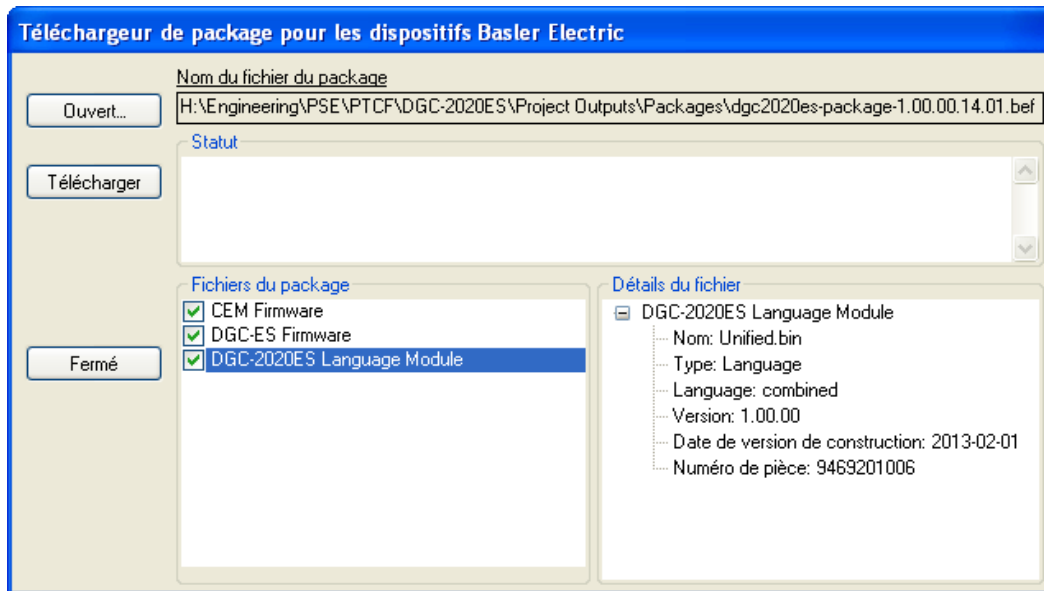 Téléchargeur de package pour les dispositifs Basler Electric
Nom du fichier du package
Ouvert...
H:\Engineering\PSE\PTCF\DGC-2020ES\Project Outputs\Packages\dgc2020es-package-1.00.00.14.01.bef
Statut
Télécharger
Fichiers du package
CEM Firmware
DGC-ES Firmware
DGC-2020ES Language Module
Fermé
Détails du fichier
DGC-2020ES Language Module
Nom: Unified.bin
Type: Language
Language: combined
Version: 1.00.00
Date de version de construction: 2013-02-01
Numéro de pièce: 9469201006